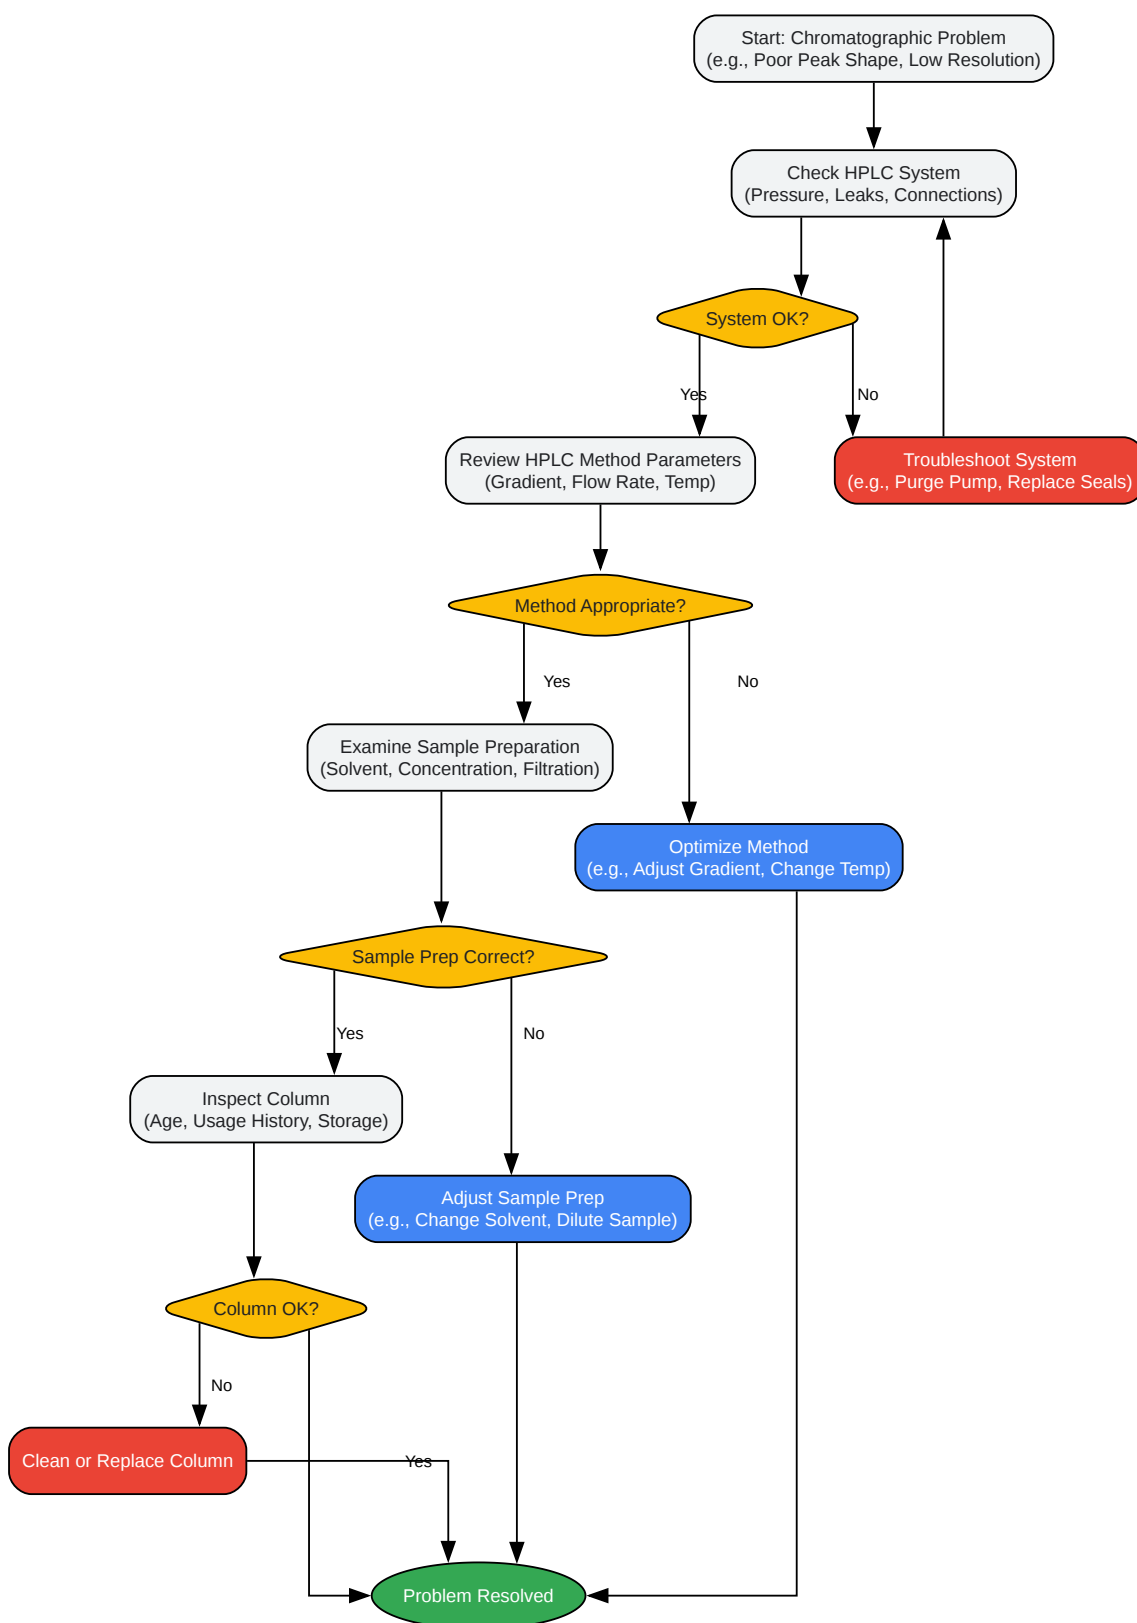 Start: Chromatographic Problem
(e.g., Poor Peak Shape, Low Resolution)
Check HPLC System
(Pressure, Leaks, Connections)
System OK?
Yes
No
Review HPLC Method Parameters
(Gradient, Flow Rate, Temp)
Troubleshoot System
(e.g., Purge Pump, Replace Seals)
Method Appropriate?
Yes
No
Examine Sample Preparation
(Solvent, Concentration, Filtration)
Optimize Method
(e.g., Adjust Gradient, Change Temp)
Sample Prep Correct?
Yes
No
Inspect Column
(Age, Usage History, Storage)
Adjust Sample Prep
(e.g., Change Solvent, Dilute Sample)
Column OK?
No
Clean or Replace Column
Yes
Problem Resolved